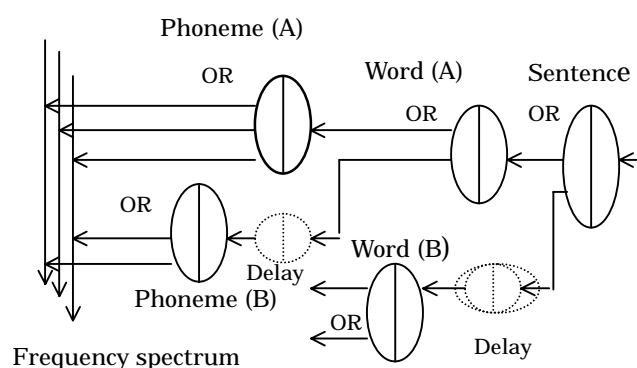 Phoneme (A)
OR
Word (A)
OR
Sentence
OR
OR
Delay
Word (B)
Phoneme (B)
OR
Delay
Frequency spectrum